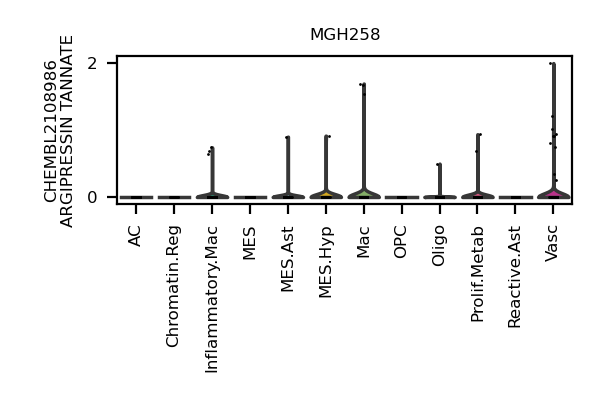 MGH258
CHEMBL2108986
ARGIPRESSIN TANNATE
2
0
AC
Chromatin.Reg
Inflammatory.Mac
MES
MES.Ast
MES.Hyp
Mac
OPC
Oligo
Prolif.Metab
Reactive.Ast
Vasc